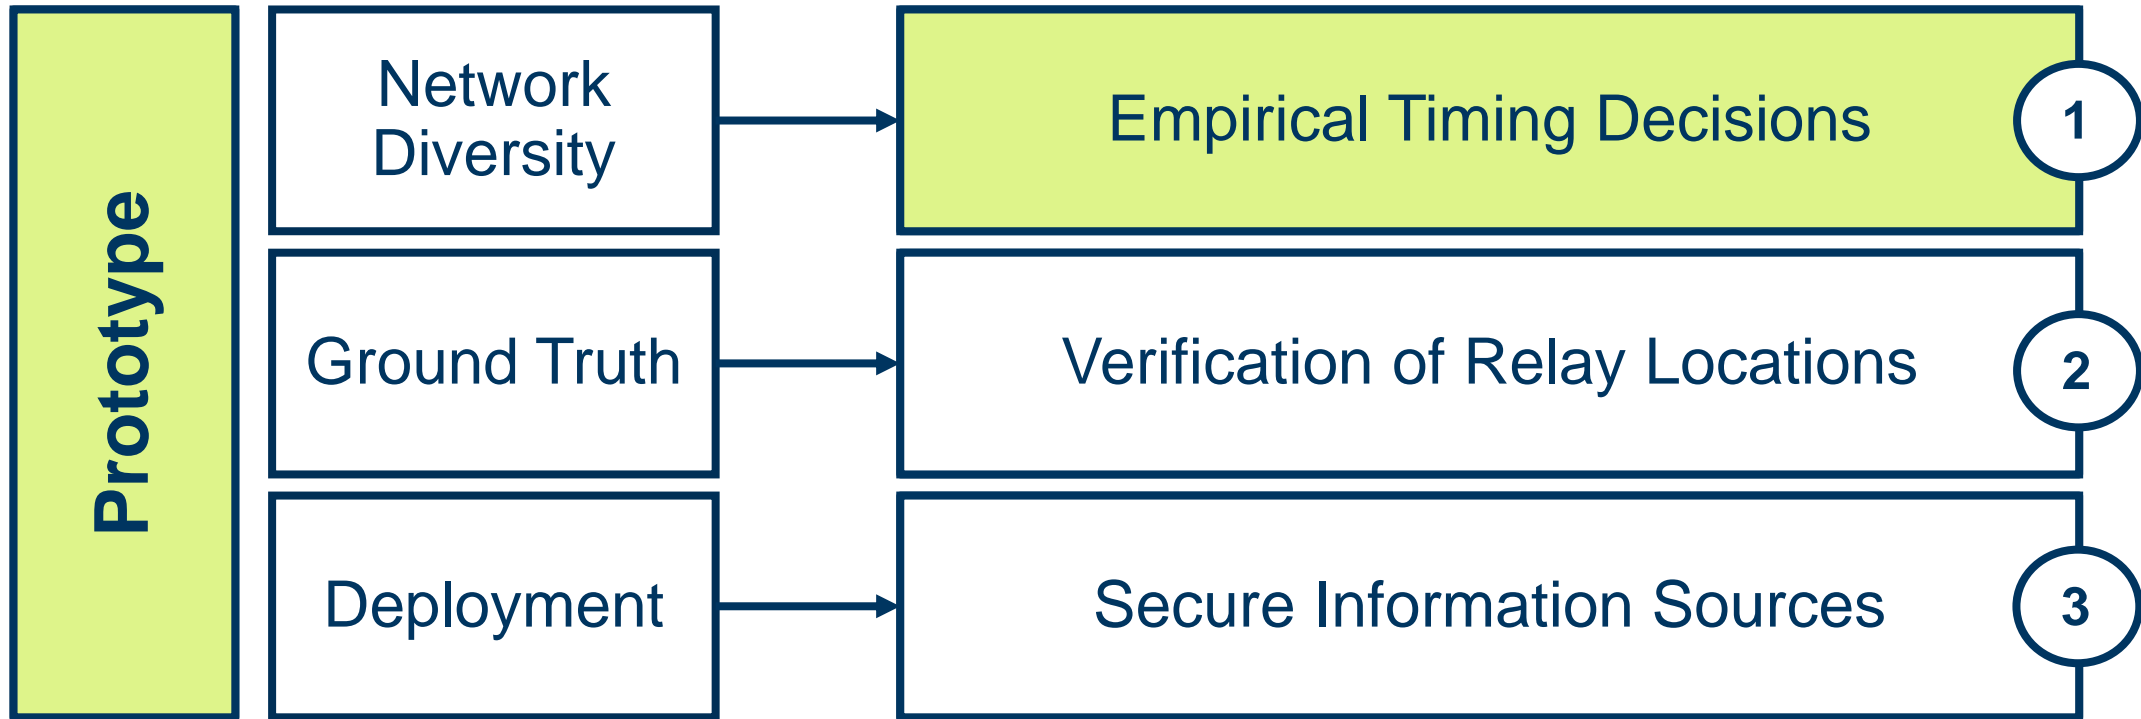 Prototype
Network
Diversity
Empirical Timing Decisions
1
Ground Truth
Verification of Relay Locations
2
Deployment
Secure Information Sources
3